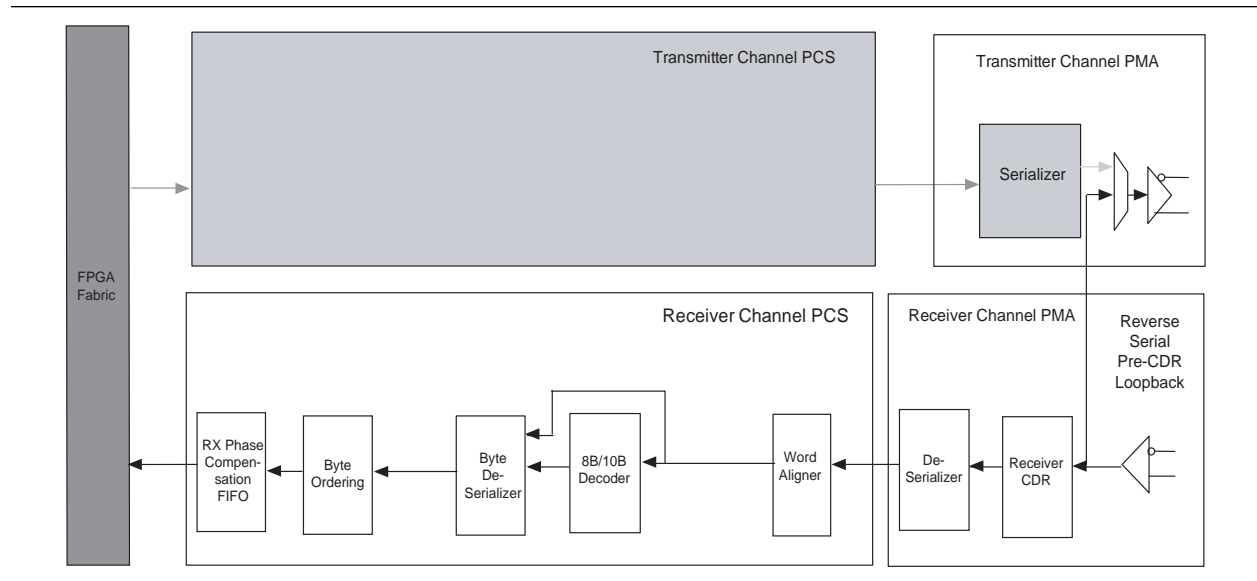 Transmitter Channel PCS
Transmitter Channel PMA
Serializer
FPGA
Fabric
Receiver Channel PCS
Receiver Channel PMA
Reverse
Serial
Pre-CDR
Loopback
RX Phase
Compen-
sation
FIFO
Byte
Ordering
Byte
De-
Serializer
8B/10B
Decoder
Word
Aligner
De-
Serializer
Receiver
CDR